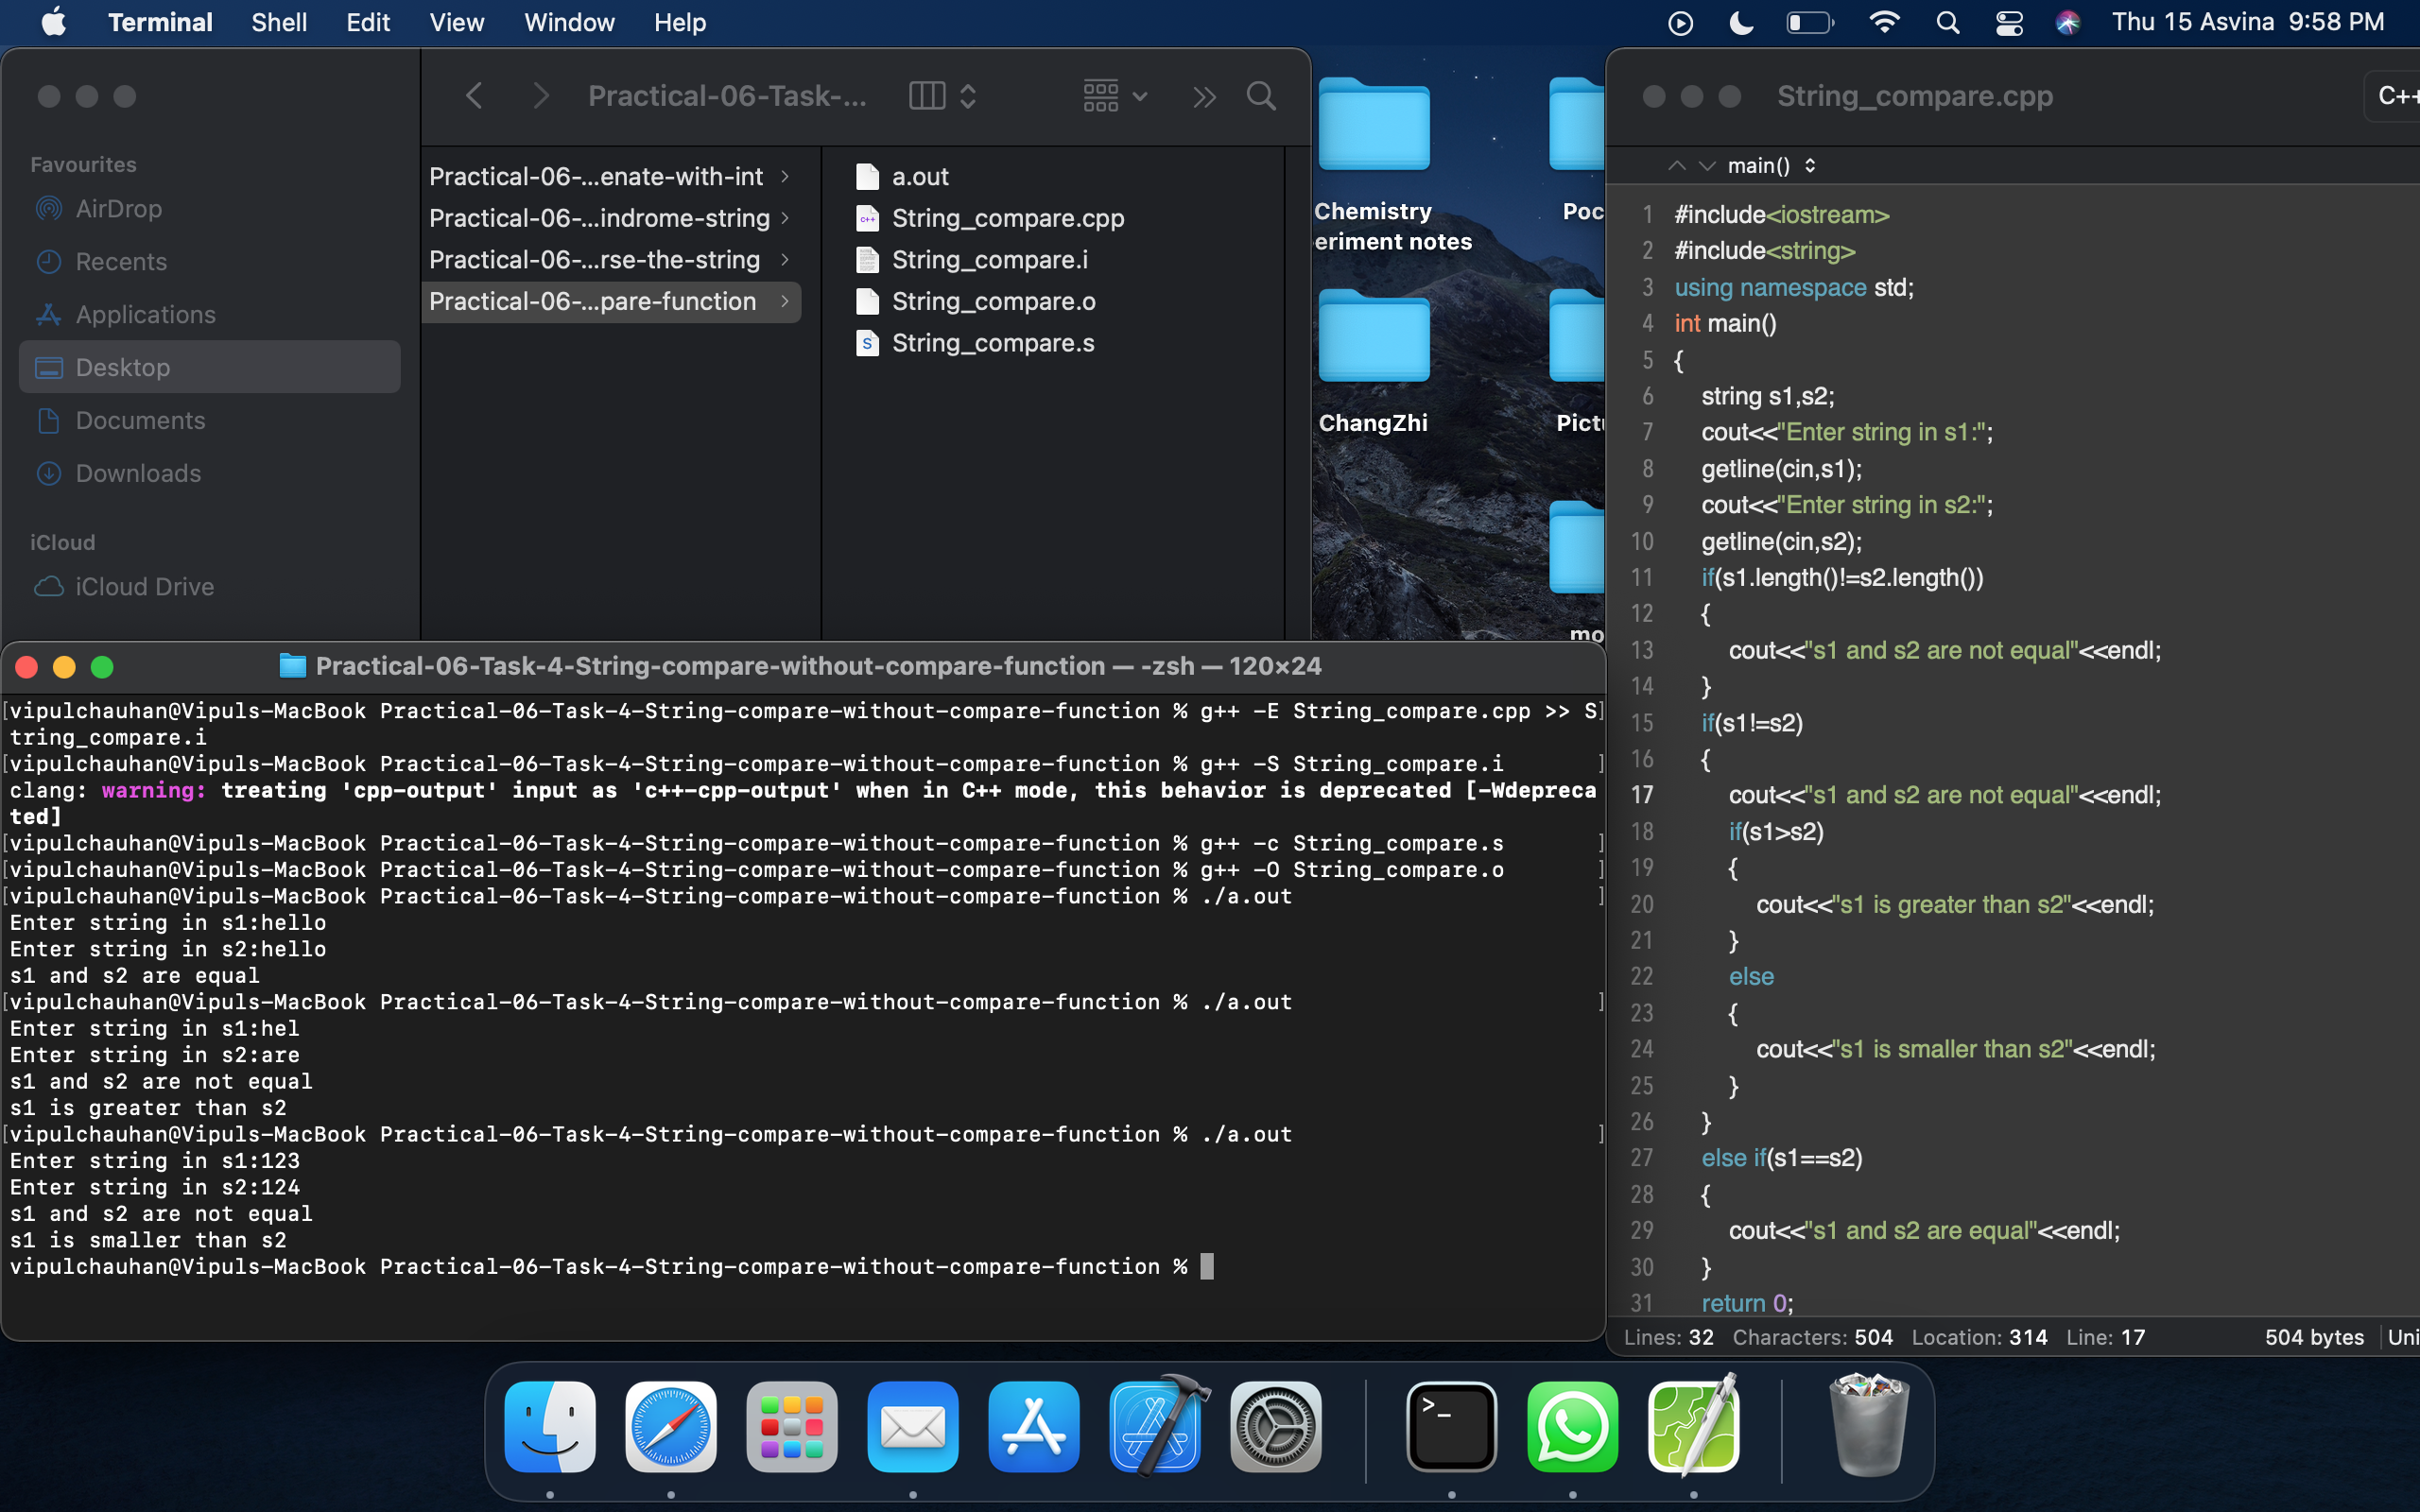 Terminal Shell Edit View Window Help Thu 15 Asvina 9:58 PM
Practical-06-Task-...
Favourites
AirDrop
Recents
Applications
Desktop
Documents
Downloads
iCloud
iCloud Drive
Practical-06-...enate-with-int
Practical-06-...indrome-string
Practical-06-...rse-the-string
Practical-06-...pare-function
a.out
String_compare.cpp
String_compare.i
String_compare.o
String_compare.s
Chemistry
eriment notes
Poc
ChangZhi
Pict
mo
Practical-06-Task-4-String-compare-without-compare-function — -zsh — 120×24
[vipulchauhan@Vipuls-MacBook Practical-06-Task-4-String-compare-without-compare-function % g++ -E String_compare.cpp >> S]
tring_compare.i
[vipulchauhan@Vipuls-MacBook Practical-06-Task-4-String-compare-without-compare-function % g++ -S String_compare.i ]
clang: warning: treating 'cpp-output' input as 'c++-cpp-output' when in C++ mode, this behavior is deprecated [-Wdepreca
ted]
[vipulchauhan@Vipuls-MacBook Practical-06-Task-4-String-compare-without-compare-function % g++ -c String_compare.s ]
[vipulchauhan@Vipuls-MacBook Practical-06-Task-4-String-compare-without-compare-function % g++ -O String_compare.o ]
[vipulchauhan@Vipuls-MacBook Practical-06-Task-4-String-compare-without-compare-function % ./a.out ]
Enter string in s1:hello
Enter string in s2:hello
s1 and s2 are equal
[vipulchauhan@Vipuls-MacBook Practical-06-Task-4-String-compare-without-compare-function % ./a.out ]
Enter string in s1:hel
Enter string in s2:are
s1 and s2 are not equal
s1 is greater than s2
[vipulchauhan@Vipuls-MacBook Practical-06-Task-4-String-compare-without-compare-function % ./a.out ]
Enter string in s1:123
Enter string in s2:124
s1 and s2 are not equal
s1 is smaller than s2
vipulchauhan@Vipuls-MacBook Practical-06-Task-4-String-compare-without-compare-function %
String_compare.cpp C++
main()
1 #include<iostream>
2 #include<string>
3 using namespace std;
4 int main()
5 {
6 string s1,s2;
7 cout<<"Enter string in s1:";
8 getline(cin,s1);
9 cout<<"Enter string in s2:";
10 getline(cin,s2);
11 if(s1.length()!=s2.length())
12 {
13 cout<<"s1 and s2 are not equal"<<endl;
14 }
15 if(s1!=s2)
16 {
17 cout<<"s1 and s2 are not equal"<<endl;
18 if(s1>s2)
19 {
20 cout<<"s1 is greater than s2"<<endl;
21 }
22 else
23 {
24 cout<<"s1 is smaller than s2"<<endl;
25 }
26 }
27 else if(s1==s2)
28 {
29 cout<<"s1 and s2 are equal"<<endl;
30 }
31 return 0;
Lines: 32 Characters: 504 Location: 314 Line: 17 504 bytes Uni